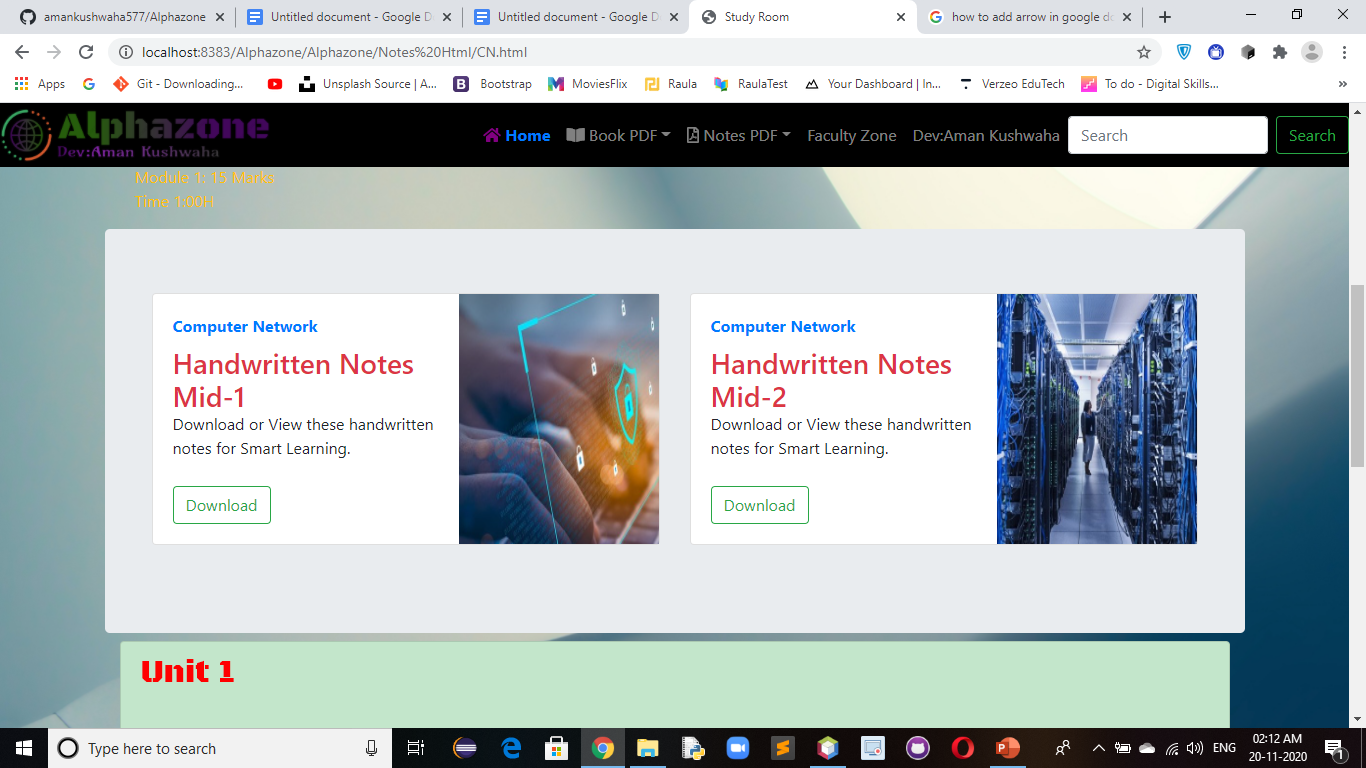 amankushwaha577/Alphazone
Untitled document - Google D
Untitled document - Google D
Study Room
how to add arrow in google do
localhost:8383/Alphazone/Alphazone/Notes%20Html/CN.html
Apps
Git - Downloading...
Unsplash Source | A...
Bootstrap
MoviesFlix
Raula
RaulaTest
Your Dashboard | In...
Verzeo EduTech
To do - Digital Skills...
»
Alphazone
Dev:Aman Kushwaha
Home
Book PDF
Notes PDF
Faculty Zone
Dev:Aman Kushwaha
Search
Search
Module 1: 15 Marks
Time 1:00H
Computer Network
Handwritten Notes
Mid-1
Download or View these handwritten
notes for Smart Learning.
Download
Computer Network
Handwritten Notes
Mid-2
Download or View these handwritten
notes for Smart Learning.
Download
Unit 1
Type here to search
ENG
02:12 AM
20-11-2020
1